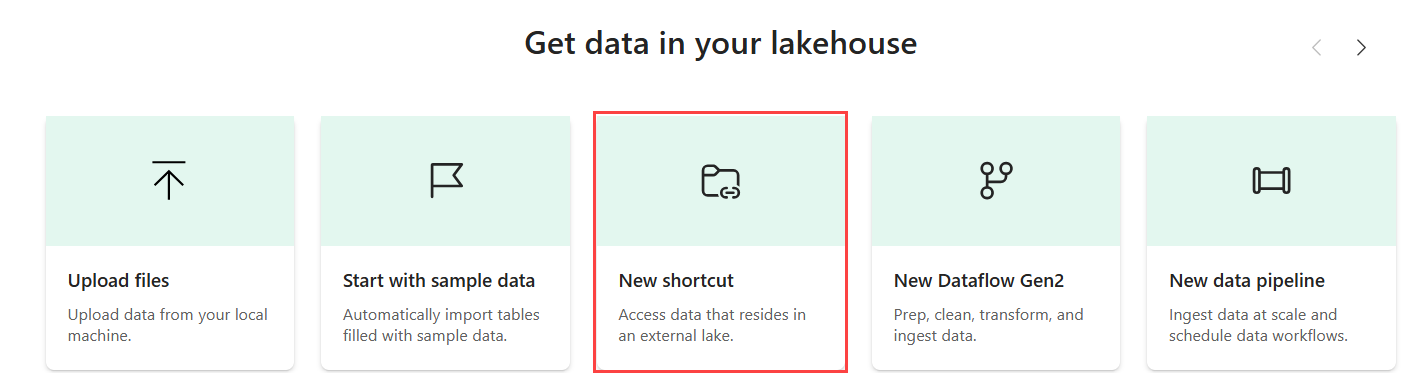 Get data in your lakehouse
Upload files
Upload data from your local
machine.
Start with sample data
Automatically import tables
filled with sample data.
New shortcut
Access data that resides in
an external lake.
New Dataflow Gen2
Prep, clean, transform, and
ingest data.
New data pipeline
Ingest data at scale and
schedule data workflows.